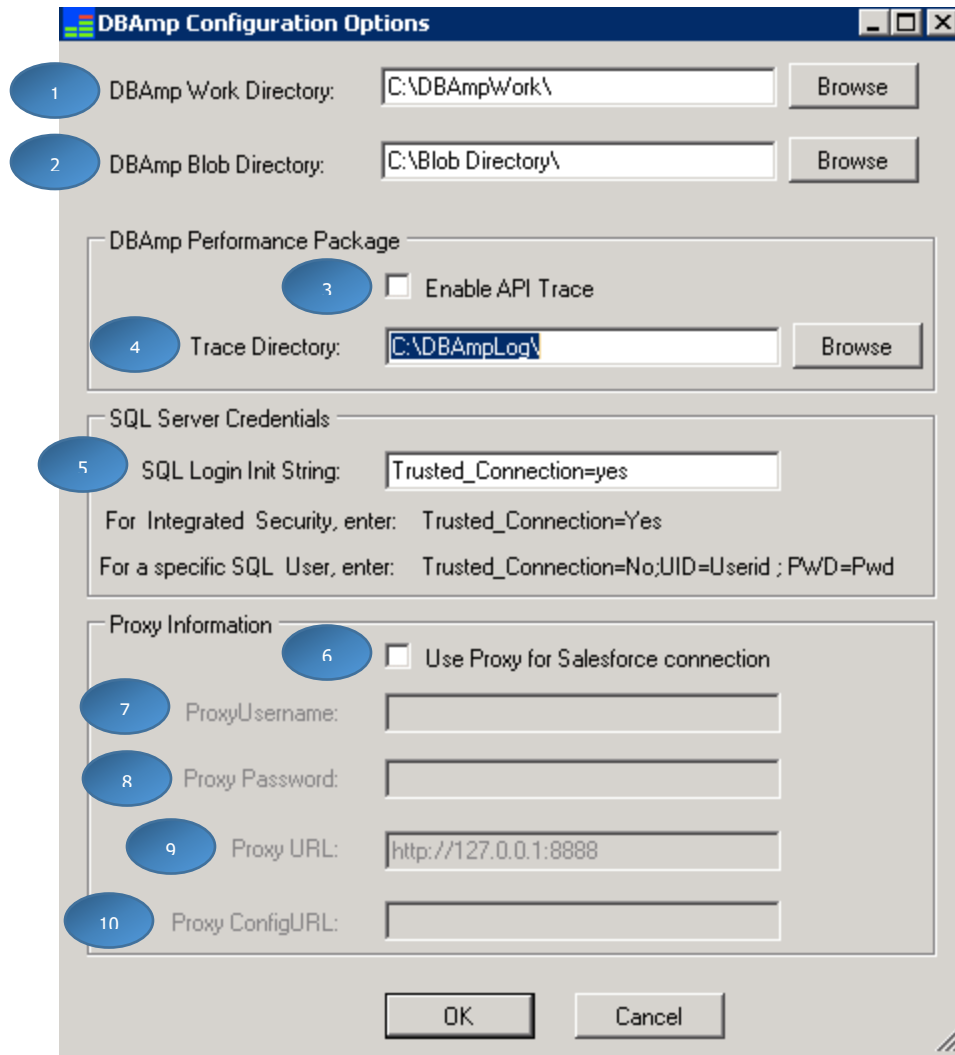 DBAmp Configuration Options
1 DBAmp Work Directory: C:\DBAmpWork\ Browse
2 DBAmp Blob Directory: C:\Blob Directory\ Browse
DBAmp Performance Package
3 Enable API Trace
4 Trace Directory: C:\DBAmpLog\ Browse
SQL Server Credentials
5 SQL Login Init String: Trusted_Connection=yes
For Integrated Security, enter: Trusted_Connection=Yes
For a specific SQL User, enter: Trusted_Connection=No;UID=Userid ; PWD=Pwd
Proxy Information
6 Use Proxy for Salesforce connection
7 ProxyUsername:
8 Proxy Password:
9 Proxy URL: http://127.0.0.1:8888
10 Proxy ConfigURL:
OK Cancel